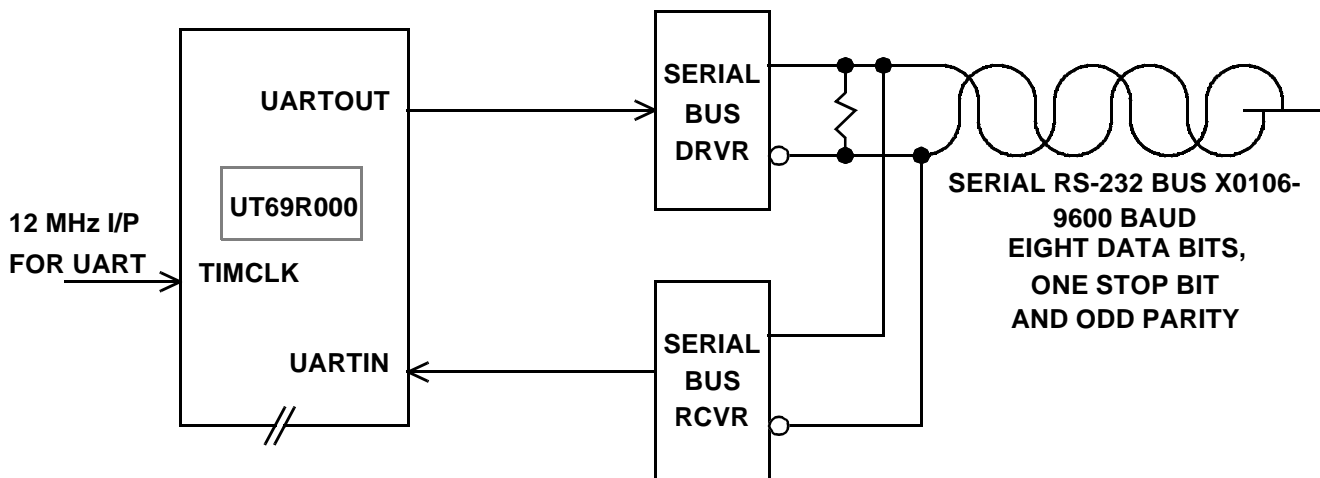 UARTOUT
UT69R000
12 MHz I/P
FOR UART
TIMCLK
UARTIN
SERIAL
BUS
DRVR
SERIAL
BUS
RCVR
SERIAL RS-232 BUS X0106-
9600 BAUD
EIGHT DATA BITS,
ONE STOP BIT
AND ODD PARITY